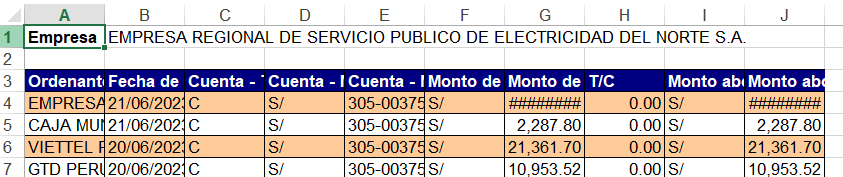 A B C D E F G H I J
1 Empresa EMPRESA REGIONAL DE SERVICIO PUBLICO DE ELECTRICIDAD DEL NORTE S.A.
2
3 Ordenant Fecha de Cuenta - Cuenta - Cuenta - Monto de Monto de T/C Monto abo Monto abo
4 EMPRESA 21/06/202 C S/ 305-00375 S/ ######## 0.00 S/ ########
5 CAJA MUN 21/06/202 C S/ 305-00375 S/ 2,287.80 0.00 S/ 2,287.80
6 VIETTEL P 20/06/202 C S/ 305-00375 S/ 21,361.70 0.00 S/ 21,361.70
7 GTD PERU 20/06/202 C S/ 305-00375 S/ 10,953.52 0.00 S/ 10,953.52